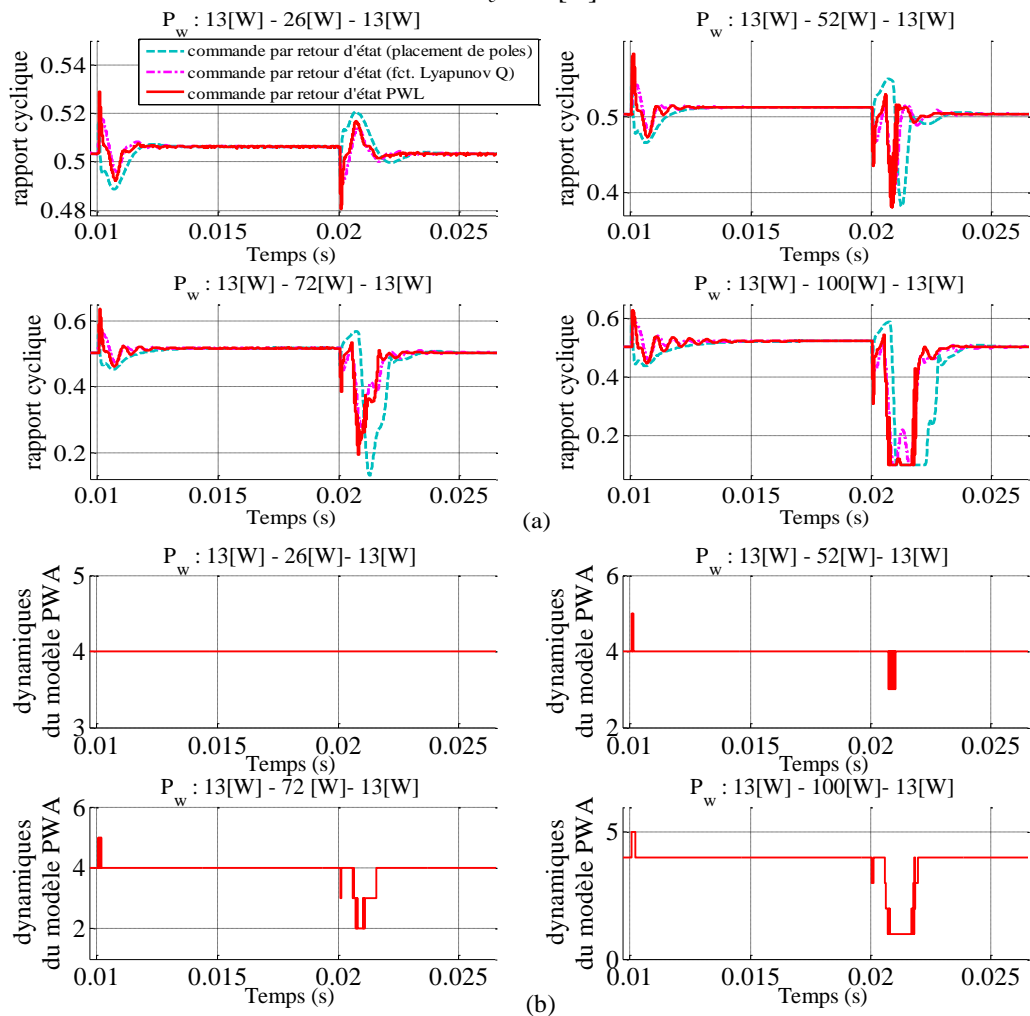 P_w : 13[W] - 26[W] - 13[W]
rapport cyclique
0.54
0.52
0.5
0.48
commande par retour d'état (placement de poles)
commande par retour d'état (fct. Lyapunov Q)
commande par retour d'état PWL
0.01 0.015 0.02 0.025
Temps (s)
P_w : 13[W] - 52[W] - 13[W]
rapport cyclique
0.5
0.4
0.01 0.015 0.02 0.025
Temps (s)
P_w : 13[W] - 72[W] - 13[W]
rapport cyclique
0.6
0.4
0.2
0.01 0.015 0.02 0.025
Temps (s)
P_w : 13[W] - 100[W] - 13[W]
rapport cyclique
0.6
0.4
0.2
0.01 0.015 0.02 0.025
Temps (s)
(a)
P_w : 13[W] - 26[W]- 13[W]
dynamiques
du modèle PWA
5
4
3
0.01 0.015 0.02 0.025
Temps (s)
P_w : 13[W] - 52[W]- 13[W]
dynamiques
du modèle PWA
6
4
2
0.01 0.015 0.02 0.025
Temps (s)
P_w : 13[W] - 72 [W]- 13[W]
dynamiques
du modèle PWA
6
4
2
0.01 0.015 0.02 0.025
Temps (s)
P_w : 13[W] - 100[W]- 13[W]
dynamiques
du modèle PWA
5
0
0.01 0.015 0.02 0.025
Temps (s)
(b)